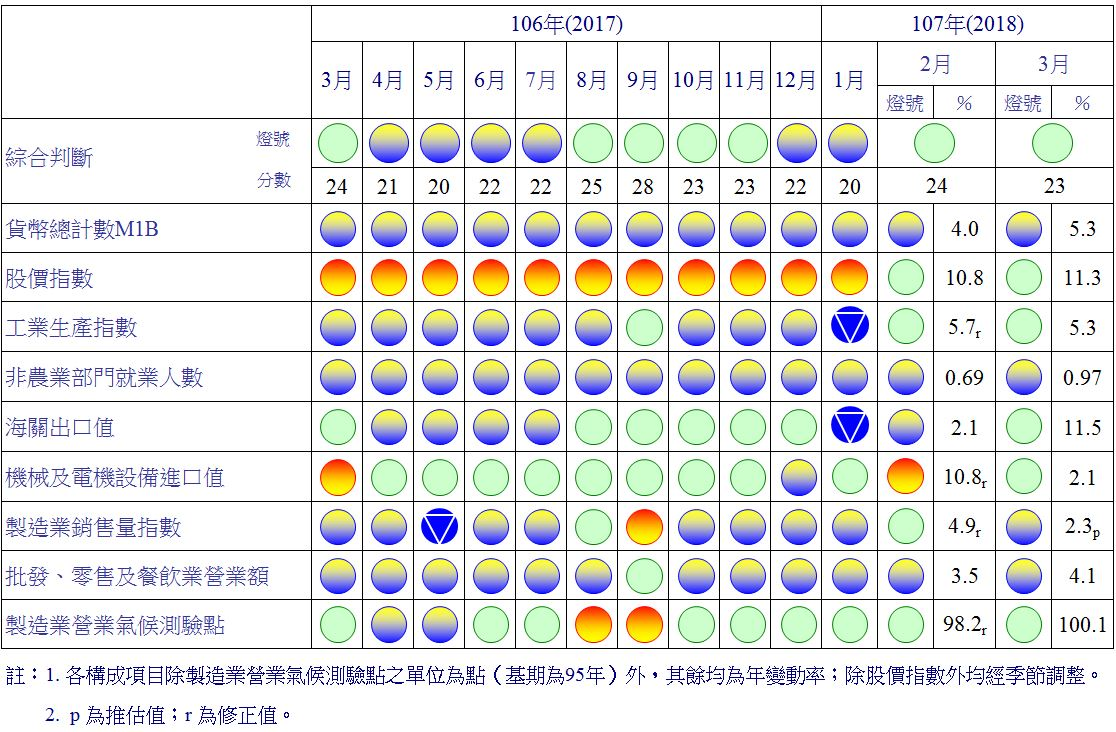 106年(2017) 107年(2018)
3月 4月 5月 6月 7月 8月 9月 10月 11月 12月 1月 2月 3月
燈號 % 燈號 %
綜合判斷 燈號
分數 24 21 20 22 22 25 28 23 23 22 20 24 23
貨幣總計數M1B 4.0 5.3
股價指數 10.8 11.3
工業生產指數 5.7r 5.3
非農業部門就業人數 0.69 0.97
海關出口值 2.1 11.5
機械及電機設備進口值 10.8r 2.1
製造業銷售量指數 4.9r 2.3p
批發、零售及餐飲業營業額 3.5 4.1
製造業營業氣候測驗點 98.2r 100.1
註：1. 各構成項目除製造業營業氣候測驗點之單位為點（基期為95年）外，其餘均為年變動率；除股價指數外均經季節調整。
2. p 為推估值；r 為修正值。